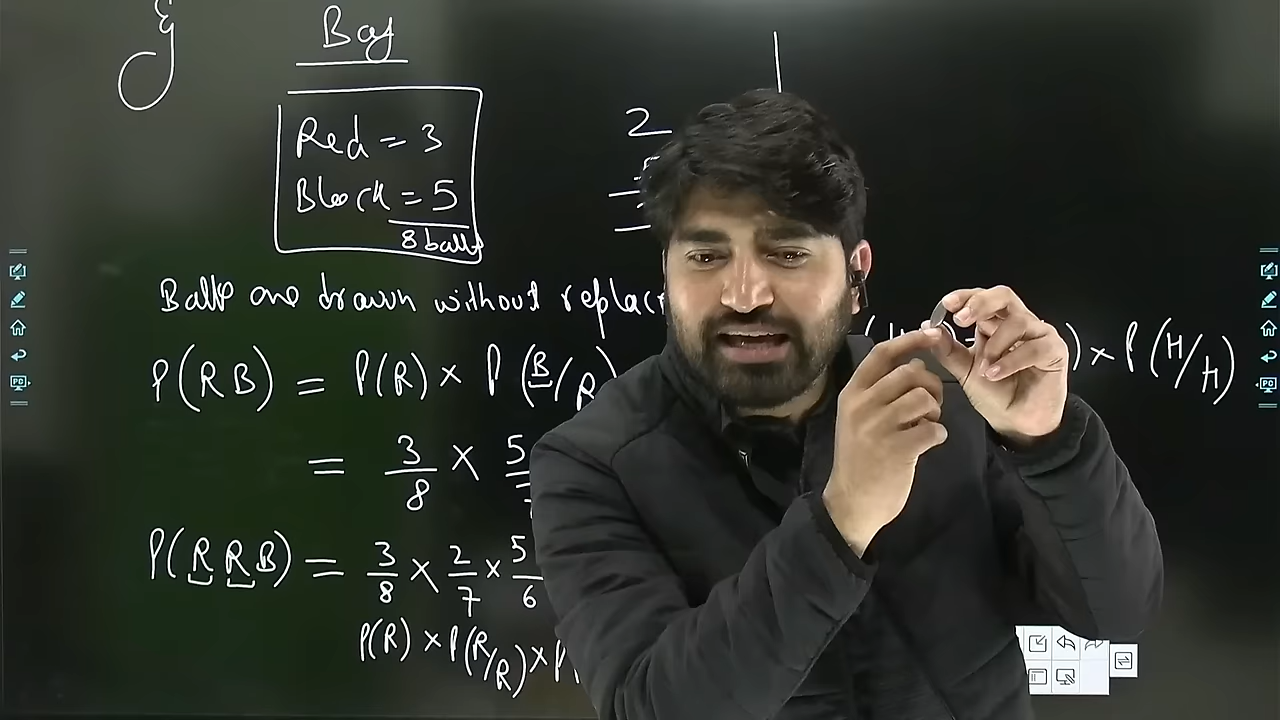 Bag
Red = 3
Black = 5
8 balls
2
Balls are drawn without replac
P(RB) = P(R) × P(B/R)
) × P(H/H)
= 3/8 × 5
P(RRB) = 3/8 × 2/7 × 5/6
P(R) × P(R/R) × P